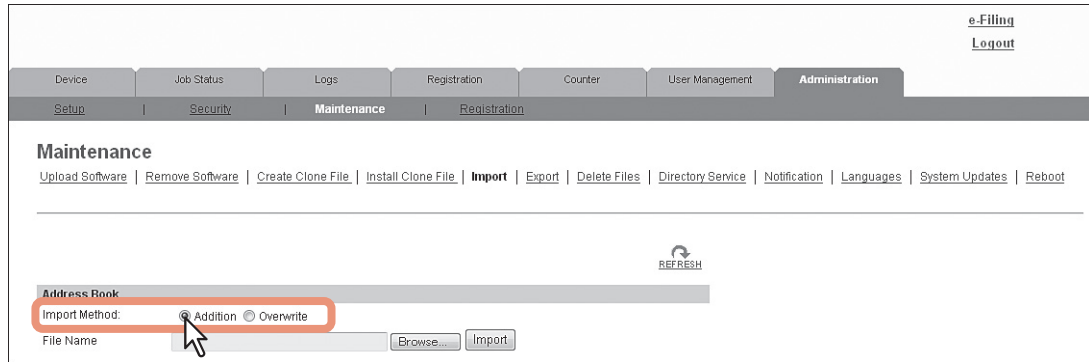 e-Filing
Logout
Device Job Status Logs Registration Counter User Management Administration
Setup | Security | Maintenance | Registration
Maintenance
Upload Software | Remove Software | Create Clone File | Install Clone File | Import | Export | Delete Files | Directory Service | Notification | Languages | System Updates | Reboot
REFRESH
Address Book
Import Method: Addition Overwrite
File Name Browse... Import